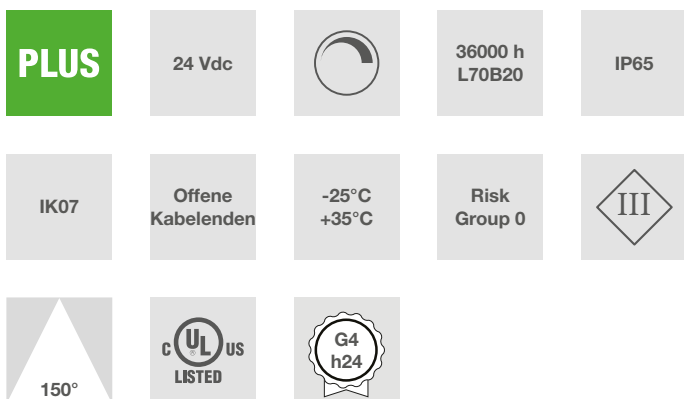 PLUS
24 Vdc
36000 h
L70B20
IP65
IK07
Offene
Kabelenden
-25°C
+35°C
Risk
Group 0
III
150°
C UL ® US
LISTED
G4
h24